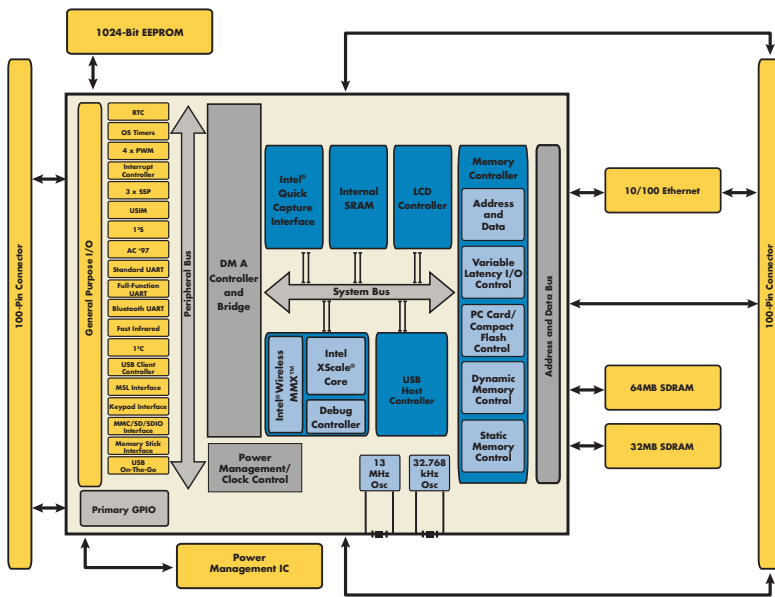 1024-Bit EEPROM
100-Pin Connector
General Purpose I/O
RTC
OS Timers
4 x PWM
Interrupt
Controller
3 x SSP
USIM
I²S
AC '97
Standard UART
Full-Function
UART
Bluetooth UART
Fast Infrared
I²C
USB Client
Controller
MSL Interface
Keypad Interface
MMC/SD/SDIO
Interface
Memory Stick
Interface
USB
On-The-Go
Primary GPIO
Peripheral Bus
DM A
Controller
and
Bridge
Power
Management/
Clock Control
Intel®
Quick
Capture
Interface
Internal
SRAM
LCD
Controller
System Bus
Intel® Wireless
MMX™
Intel
XScale®
Core
Debug
Controller
USB
Host
Controller
13
MHz
Osc
32.768
kHz
Osc
Memory
Controller
Address
and
Data
Variable
Latency I/O
Control
PC Card/
Compact
Flash
Control
Dynamic
Memory
Control
Static
Memory
Control
Address and Data Bus
10/100 Ethernet
64MB SDRAM
32MB SDRAM
100-Pin Connector
Power
Management IC